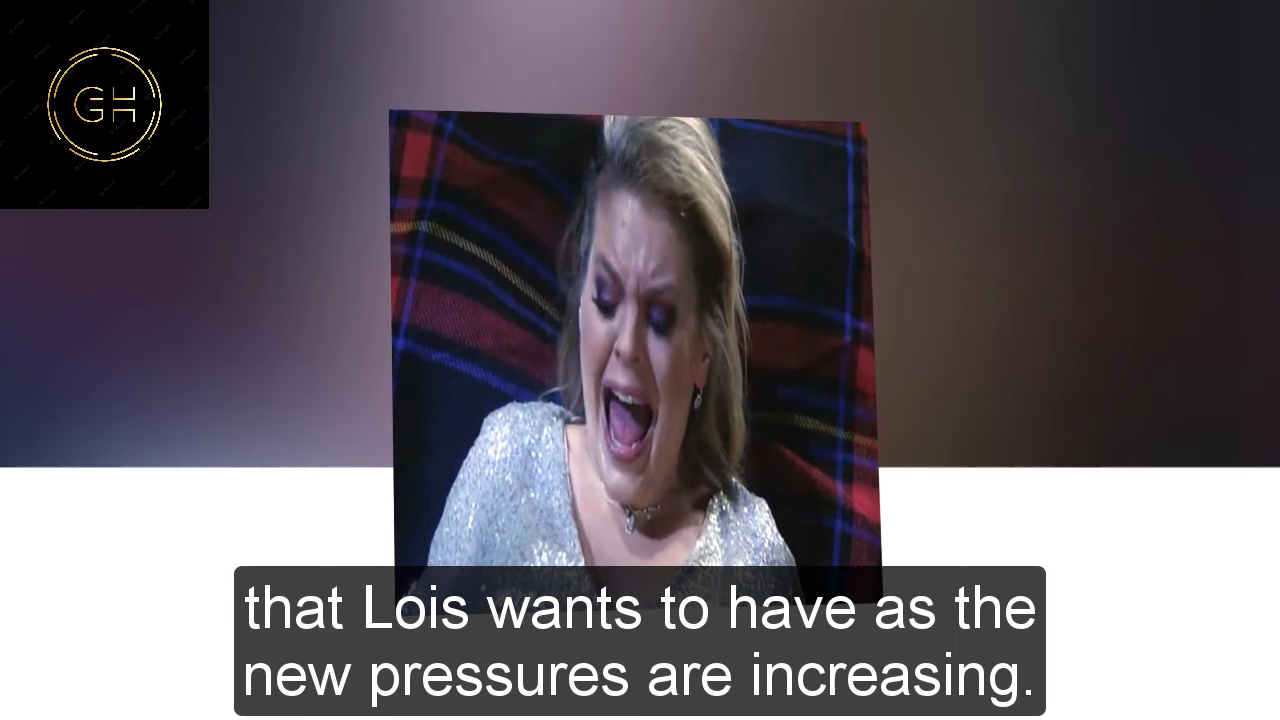 GH
that Lois wants to have as the
new pressures are increasing.